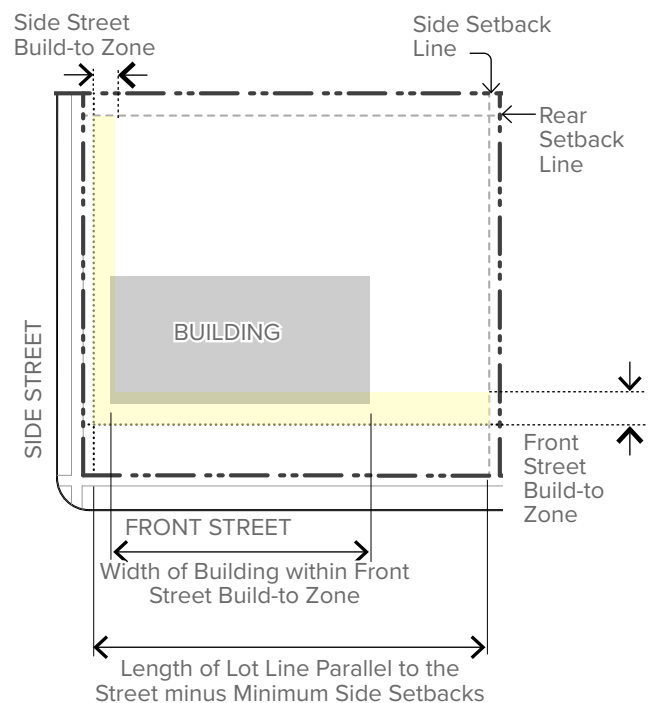 Side Street
Build-to Zone
Side Setback
Line
Rear
Setback
Line
BUILDING
SIDE STREET
Front
Street
Build-to
Zone
FRONT STREET
Width of Building within Front
Street Build-to Zone
Length of Lot Line Parallel to the
Street minus Minimum Side Setbacks